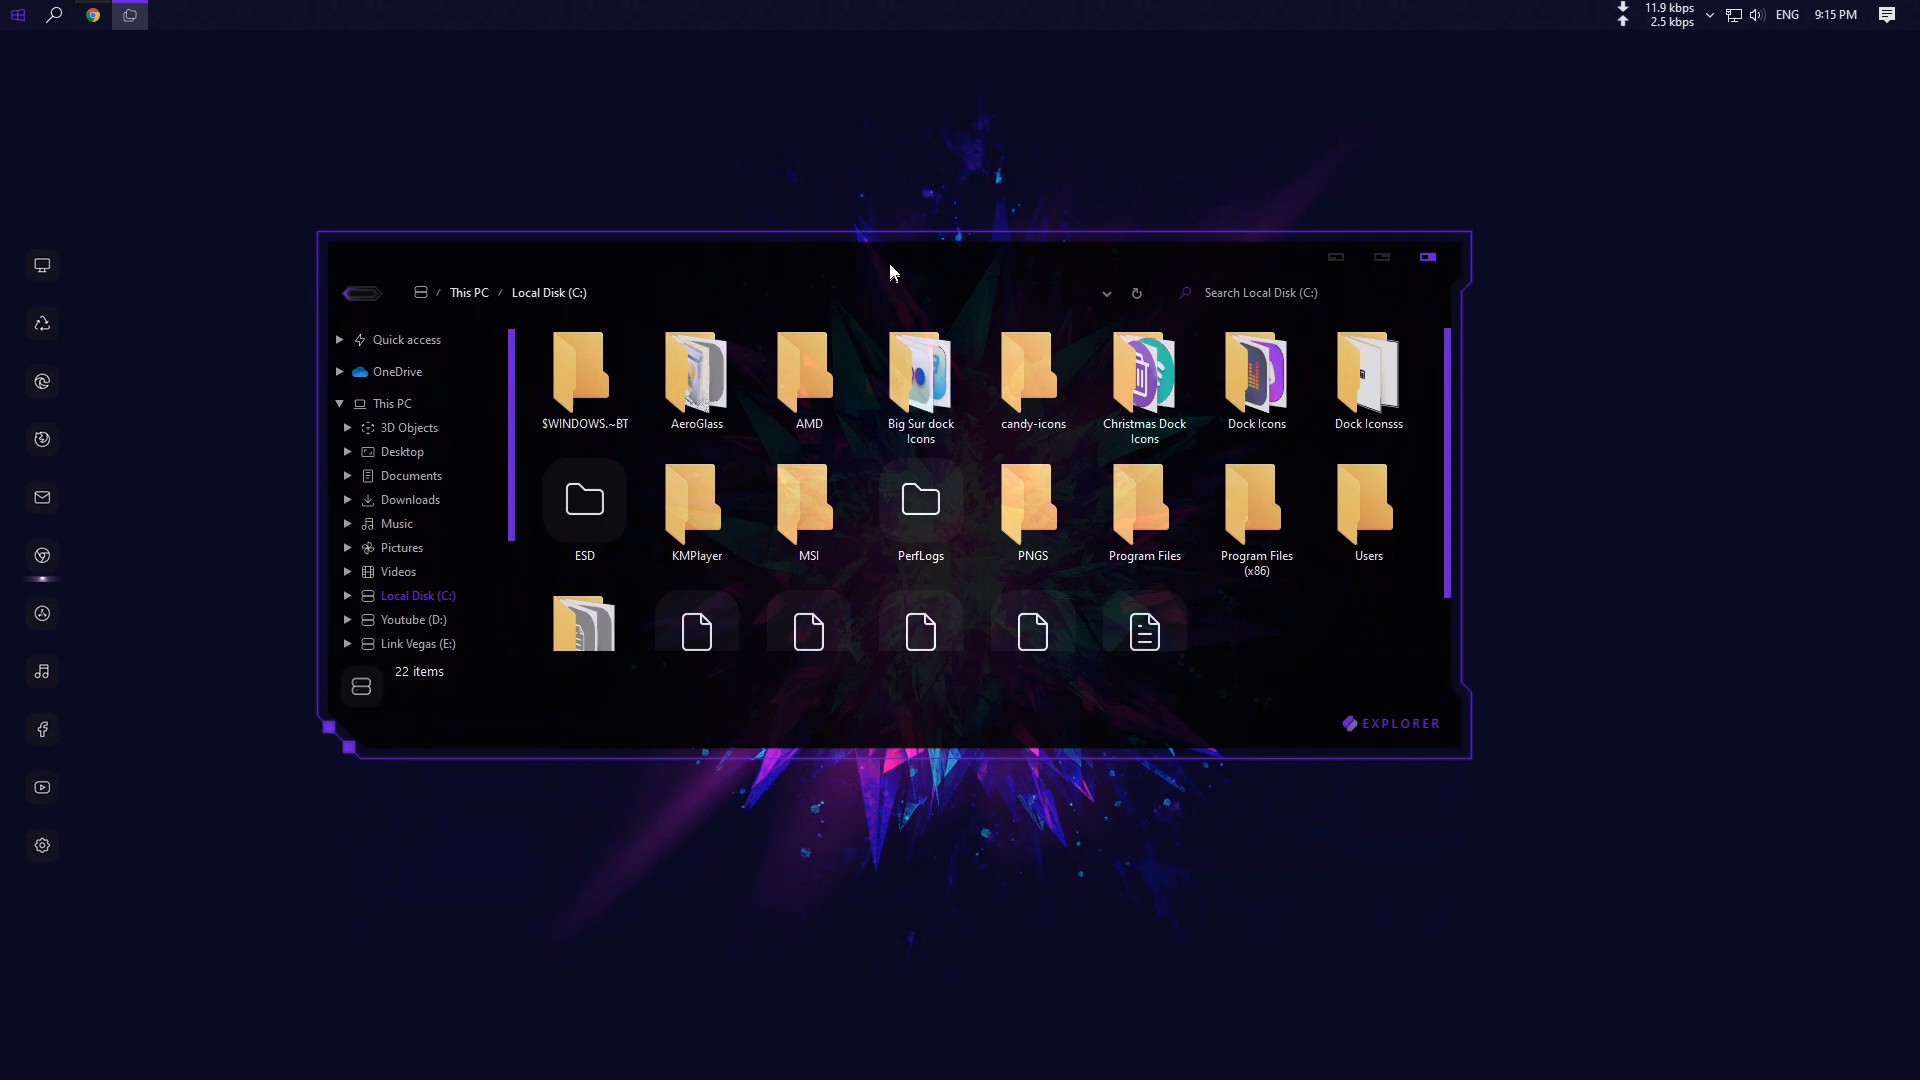 11.9 kbps
2.5 kbps
ENG
9:15 PM
/ This PC / Local Disk (C:)
Search Local Disk (C:)
Quick access
OneDrive
This PC
3D Objects
Desktop
Documents
Downloads
Music
Pictures
Videos
Local Disk (C:)
Youtube (D:)
Link Vegas (E:)
$WINDOWS.~BT
AeroGlass
AMD
Big Sur dock
Icons
candy-icons
Christmas Dock
Icons
Dock Icons
Dock Iconsss
ESD
KMPlayer
MSI
PerfLogs
PNGS
Program Files
Program Files
(x86)
Users
22 items
EXPLORER